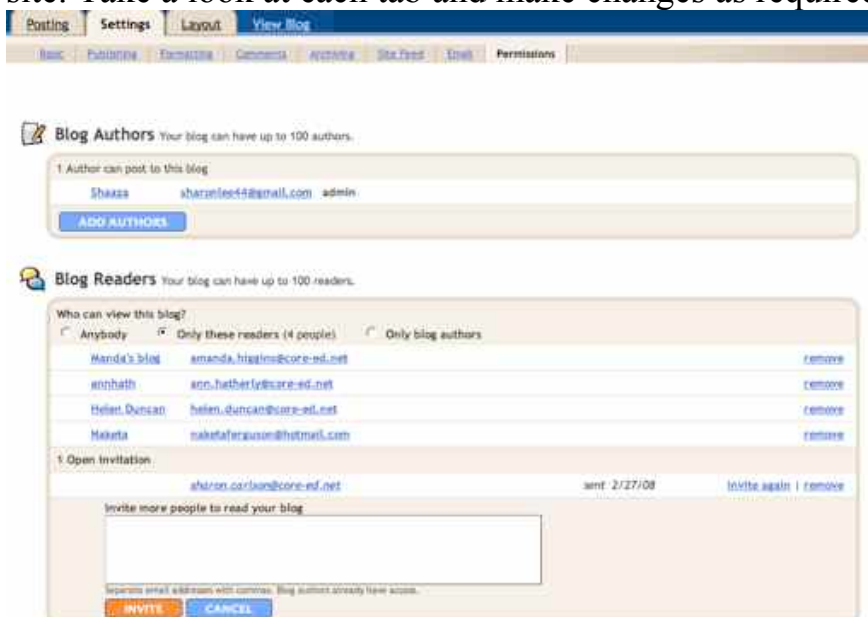 site. Take a look at each tab and make changes as required
Posting Settings Layout View Blog
Basic Publishing Formatting Comments Archiving Site Feed Email Permissions
Blog Authors Your blog can have up to 100 authors.
1 Author can post to this blog
Shazza sharonlee44@gmail.com admin
ADD AUTHORS
Blog Readers Your blog can have up to 100 readers.
Who can view this blog?
Anybody Only these readers (4 people) Only blog authors
Manda's blog amanda.higgins@core-ed.net remove
annhath ann.hatherly@core-ed.net remove
Helen.Duncan helen.duncan@core-ed.net remove
Naketa naketaferguson@hotmail.com remove
1 Open Invitation
sharon.carlson@core-ed.net sent 2/27/08 Invite again | remove
Invite more people to read your blog
Separate email addresses with commas. Blog authors already have access.
INVITE CANCEL